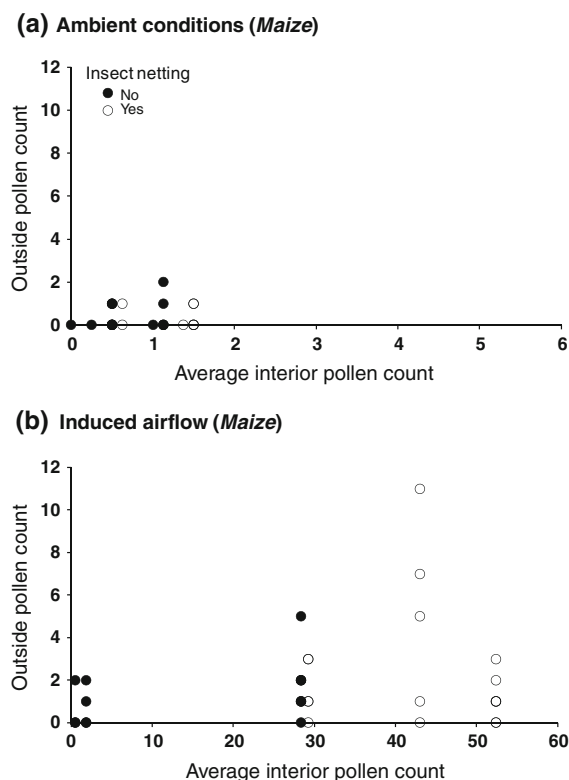 (a) Ambient conditions (Maize)
Insect netting
No
Yes
Outside pollen count
12
10
8
6
4
2
0
0 1 2 3 4 5 6
Average interior pollen count
(b) Induced airflow (Maize)
Outside pollen count
12
10
8
6
4
2
0
0 10 20 30 40 50 60
Average interior pollen count